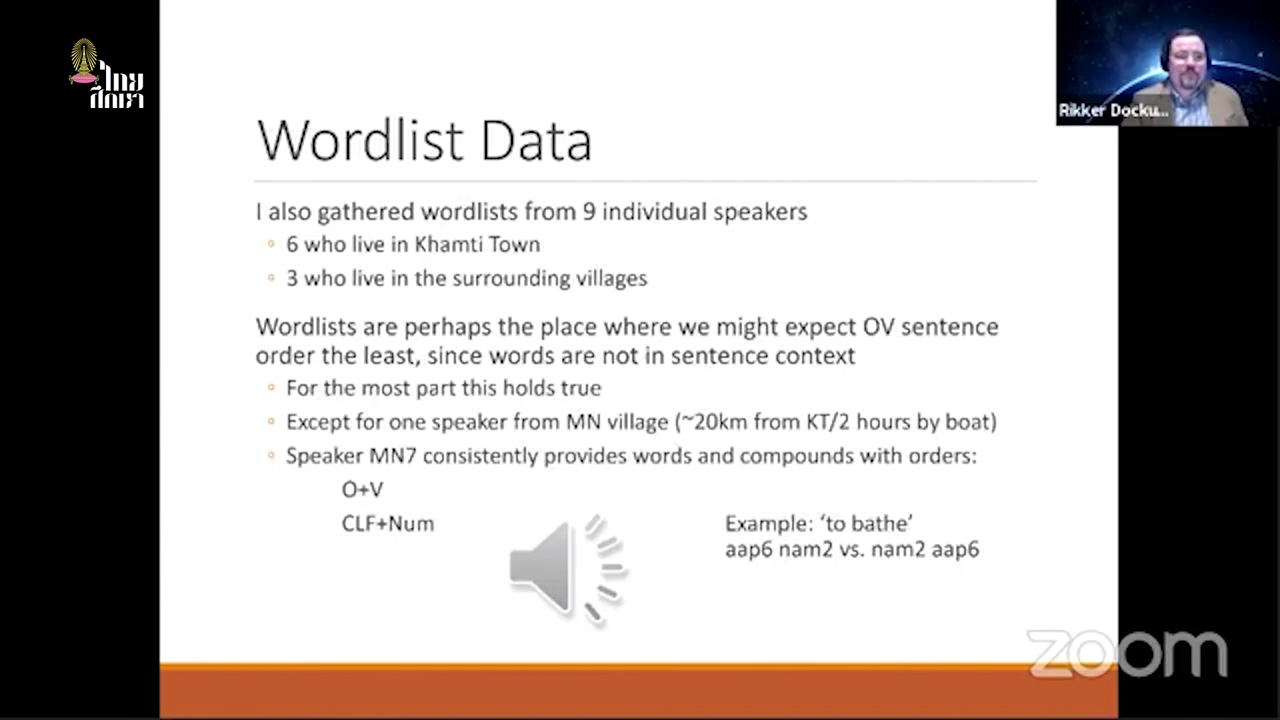 ไทย
ศึกษา
Rikker Docku...
Wordlist Data
I also gathered wordlists from 9 individual speakers
◦ 6 who live in Khamti Town
◦ 3 who live in the surrounding villages
Wordlists are perhaps the place where we might expect OV sentence
order the least, since words are not in sentence context
◦ For the most part this holds true
◦ Except for one speaker from MN village (~20km from KT/2 hours by boat)
◦ Speaker MN7 consistently provides words and compounds with orders:
O+V
CLF+Num
Example: ‘to bathe’
aap6 nam2 vs. nam2 aap6
zoom